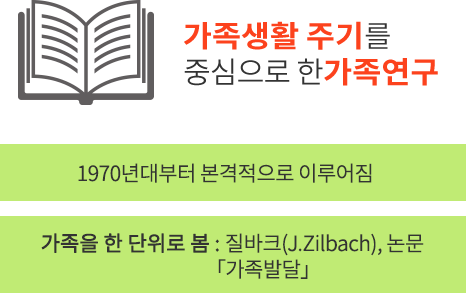 가족생활 주기를
중심으로 한가족연구
1970년대부터 본격적으로 이루어짐
가족을 한 단위로 봄 : 질바크(J.Zilbach), 논문
「가족발달」